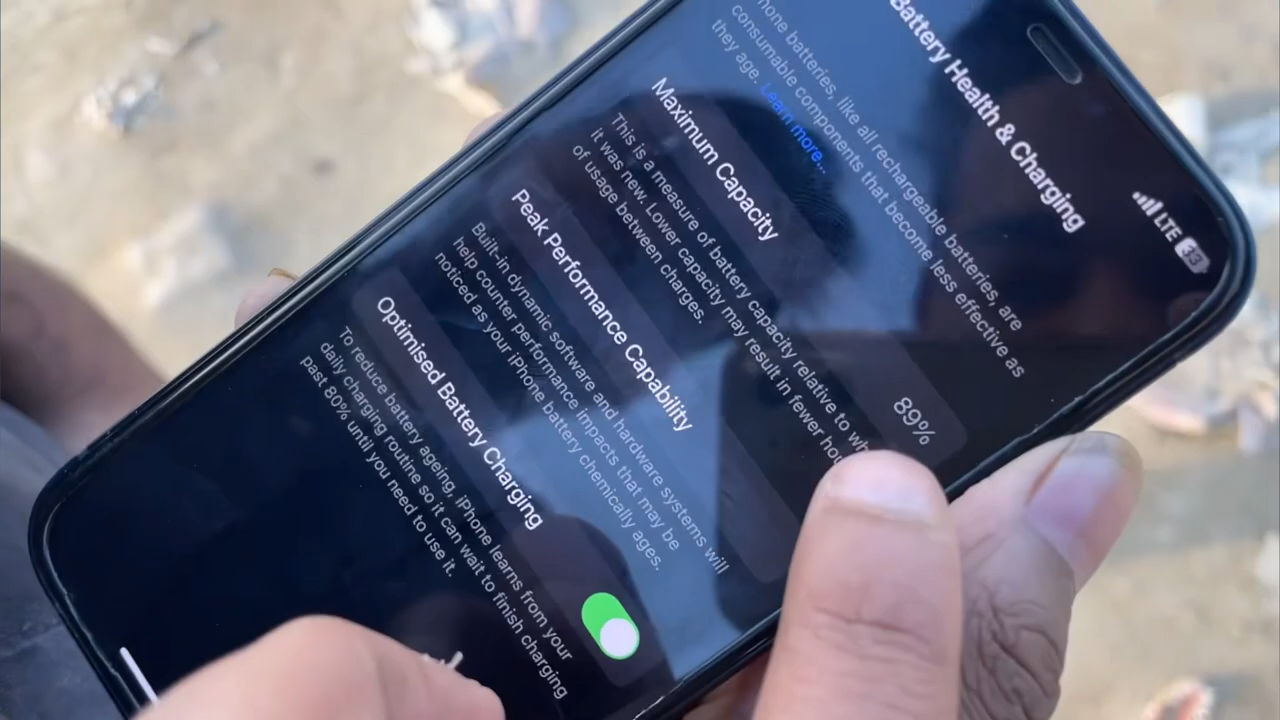 LTE 33
Battery Health & Charging
hone batteries, like all rechargeable batteries, are
consumable components that become less effective as
they age. Learn more...
Maximum Capacity 89%
This is a measure of battery capacity relative to
it was new. Lower capacity may result in fewer
of usage between charges.
Peak Performance Capability
Built-in dynamic software and hardware systems will
help counter performance impacts that may be
noticed as your iPhone battery chemically ages.
Optimised Battery Charging
To reduce battery ageing, iPhone learns from your
daily charging routine so it can wait to finish charging
past 80% until you need to use it.